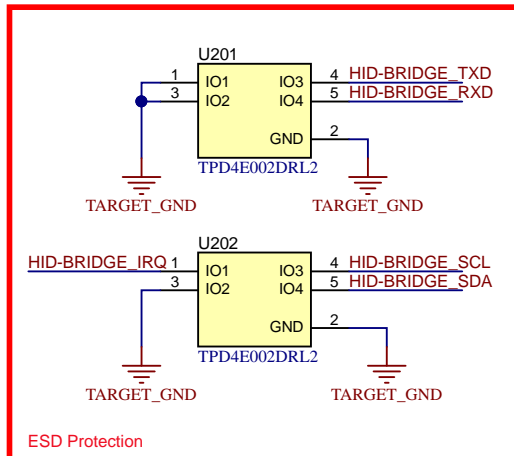 U201
1 IO1 IO3 4 HID-BRIDGE_TXD
3 IO2 IO4 5 HID-BRIDGE_RXD
GND 2
TPD4E002DRL2
TARGET_GND TARGET_GND
U202
HID-BRIDGE_IRQ 1 IO1 IO3 4 HID-BRIDGE_SCL
3 IO2 IO4 5 HID-BRIDGE_SDA
GND 2
TPD4E002DRL2
TARGET_GND TARGET_GND
ESD Protection